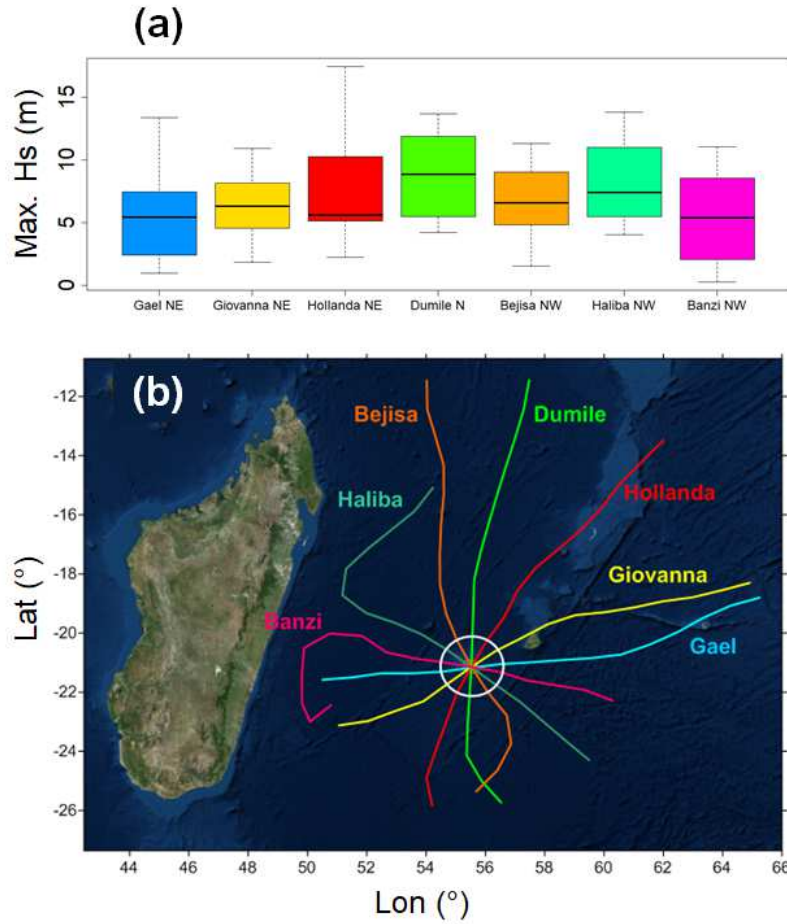 (a)
Max. Hs (m)
15
10
5
0
Gael NE Giovanna NE Hollanda NE Dumile N Bejisa NW Haliba NW Banzi NW
(b)
Lat (°)
-12
-14
-16
-18
-20
-22
-24
-26
Bejisa Dumile
Hollanda
Haliba
Giovanna
Banzi
Gael
44 46 48 50 52 54 56 58 60 62 64 66
Lon (°)